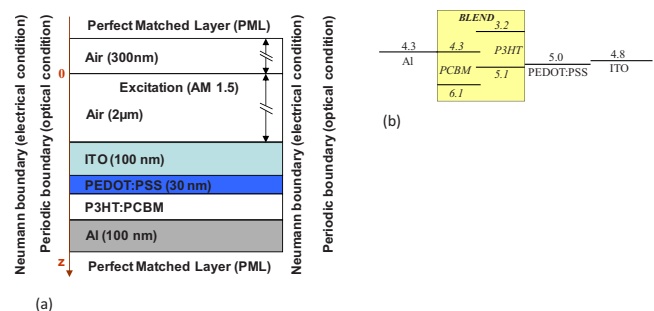 Perfect Matched Layer (PML)
Air (300nm)
0
Excitation (AM 1.5)
Air (2µm)
ITO (100 nm)
PEDOT:PSS (30 nm)
P3HT:PCBM
Al (100 nm)
z
Perfect Matched Layer (PML)
Neumann boundary (electrical condition)
Periodic boundary (optical condition)
Neumann boundary (electrical condition)
Periodic boundary (optical condition)
(a)
BLEND
3.2
4.3
4.3
P3HT
Al
PCBM
5.1
6.1
5.0
PEDOT:PSS
4.8
ITO
(b)